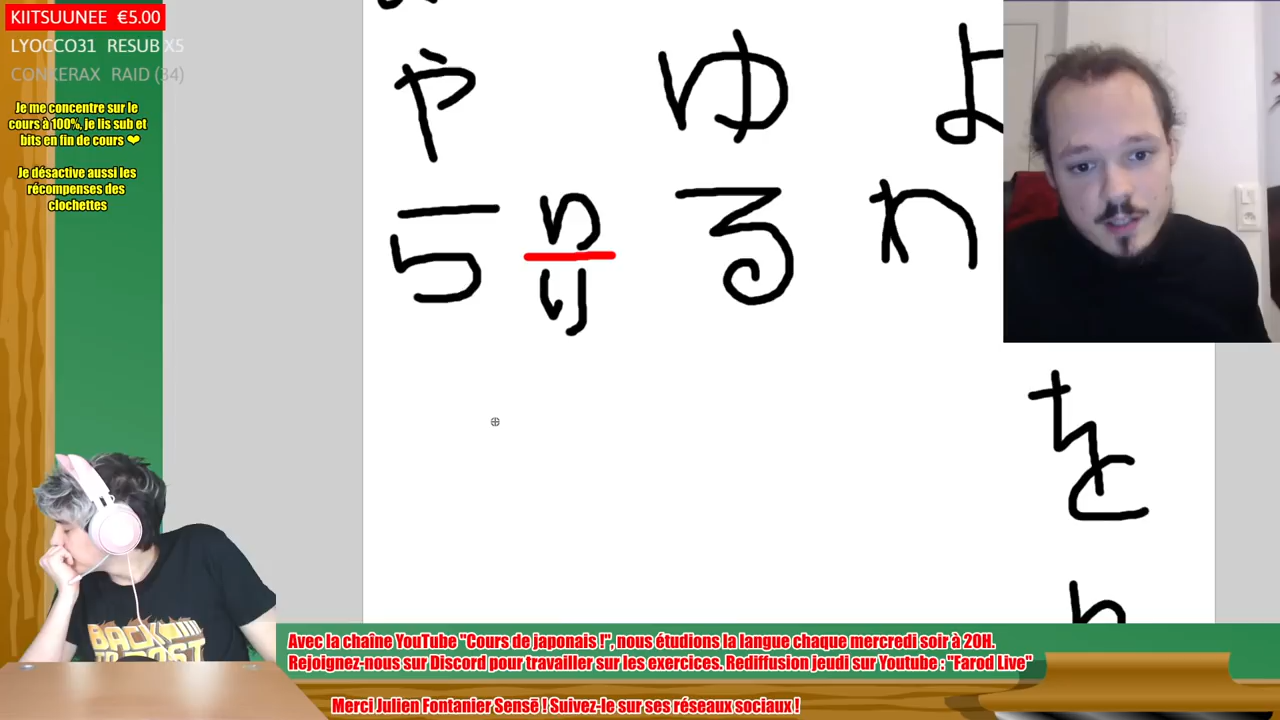 KIITSUUNEE €5.00
LYOCCO31 RESUB X5
CONKERAX RAID (34)
Je me concentre sur le
cours à 100%, je lis sub et
bits en fin de cours ❤
Je désactive aussi les
récompenses des
clochettes
や ゆ よ
ら り る れ
り
を
BACK
Avec la chaîne YouTube "Cours de japonais !", nous étudions la langue chaque mercredi soir à 20H.
Rejoignez-nous sur Discord pour travailler sur les exercices. Rediffusion jeudi sur Youtube : "Farod Live"
Merci Julien Fontanier Sensē ! Suivez-le sur ses réseaux sociaux !